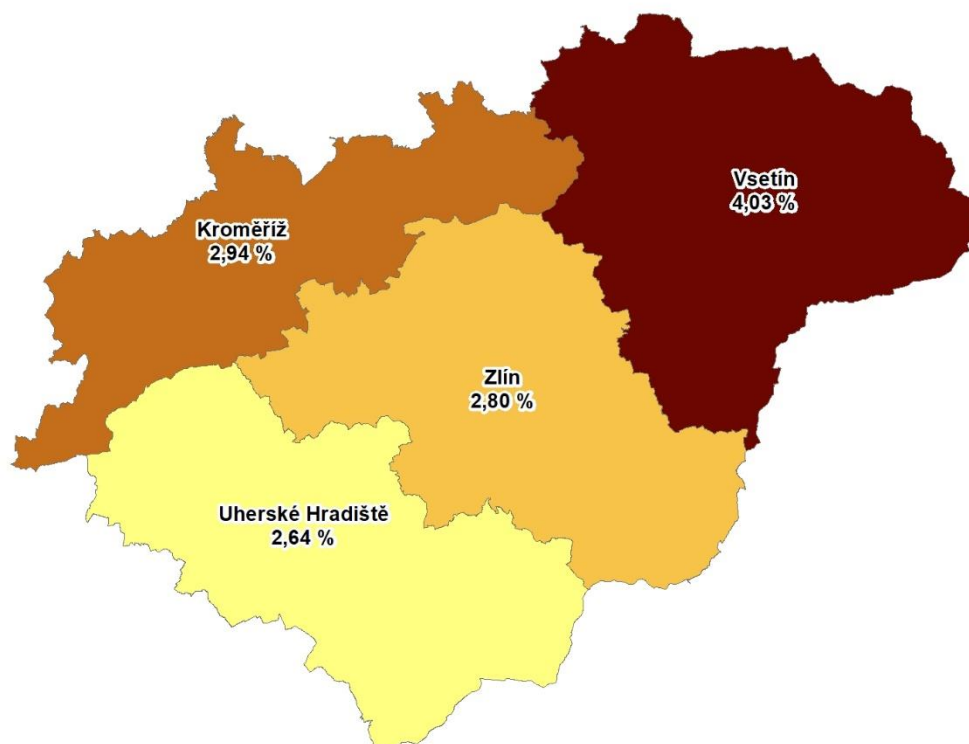 Vsetín
4,03 %
Kroměříž
2,94 %
Zlín
2,80 %
Uherské Hradiště
2,64 %